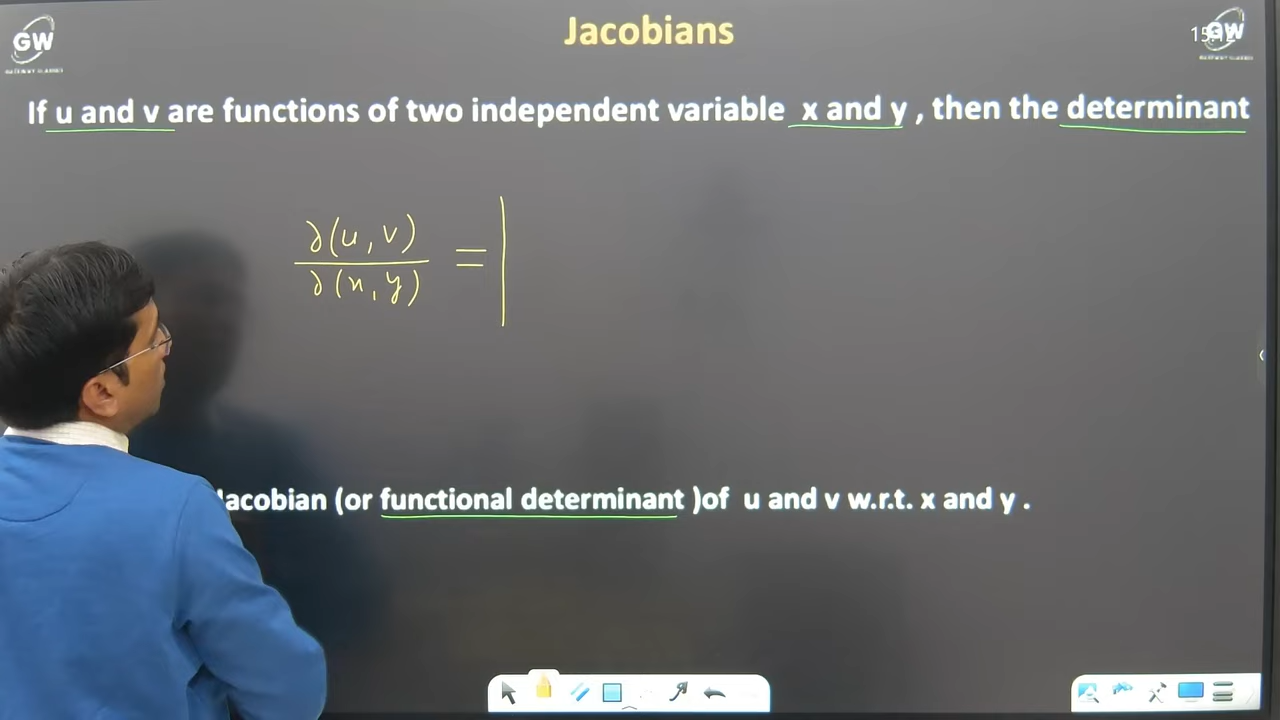 Jacobians
GW
GW
If u and v are functions of two independent variable x and y , then the determinant
∂(u, v)
∂(x, y)
=|
Jacobian (or functional determinant )of u and v w.r.t. x and y .